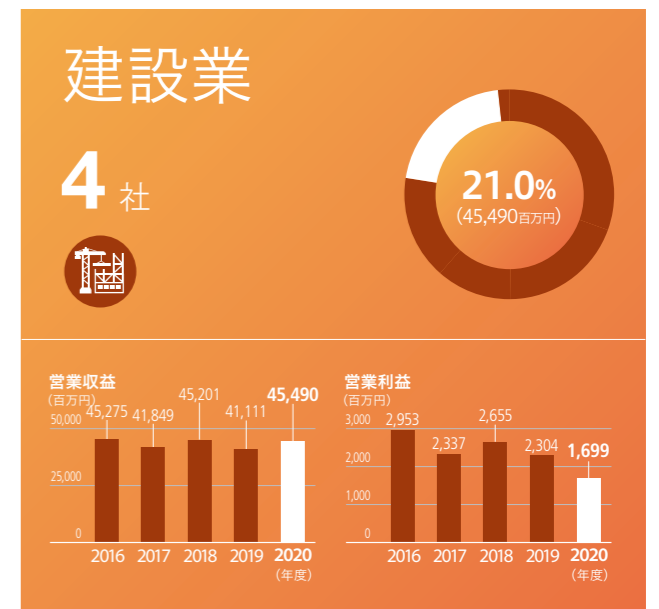 建設業
4 社
21.0%
(45,490百万円)
営業収益
(百万円)
50,000
25,000
0
45,275 41,849 45,201 41,111 45,490
2016 2017 2018 2019 2020
(年度)
営業利益
(百万円)
3,000
2,000
1,000
0
2,953 2,337 2,655 2,304 1,699
2016 2017 2018 2019 2020
(年度)